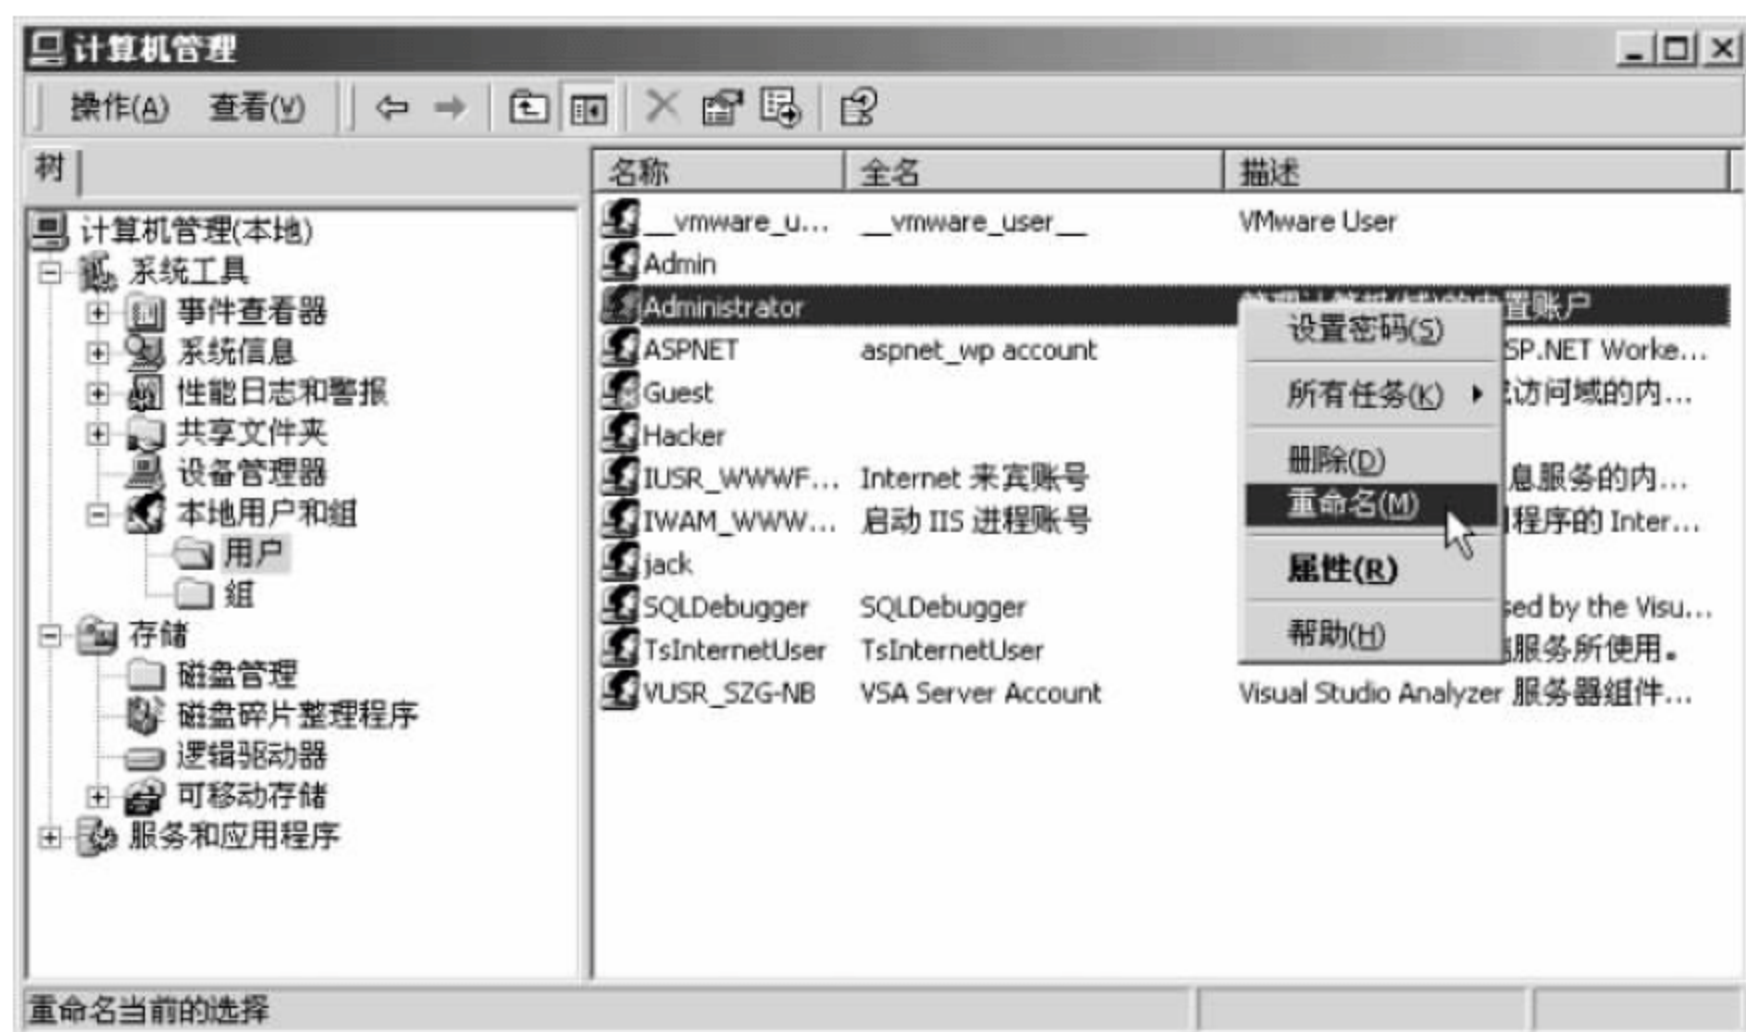 计算机管理
操作(A) 查看(V)
树
计算机管理(本地)
系统工具
事件查看器
系统信息
性能日志和警报
共享文件夹
设备管理器
本地用户和组
用户
组
存储
磁盘管理
磁盘碎片整理程序
逻辑驱动器
可移动存储
服务和应用程序
名称 全名 描述
__vmware_u... __vmware_user__ VMware User
Admin
Administrator 置账户
ASPNET aspnet_wp account SP.NET Worke...
Guest 访问域的内...
Hacker
IUSR_WWWF... Internet 来宾账号 息服务的内...
IWAM_WWW... 启动 IIS 进程账号 程序的 Inter...
jack
SQLDebugger SQLDebugger sed by the Visu...
TsInternetUser TsInternetUser 服务所使用。
VUSR_SZG-NB VSA Server Account Visual Studio Analyzer 服务器组件...
设置密码(S)
所有任务(K)
删除(D)
重命名(M)
属性(R)
帮助(H)
重命名当前的选择